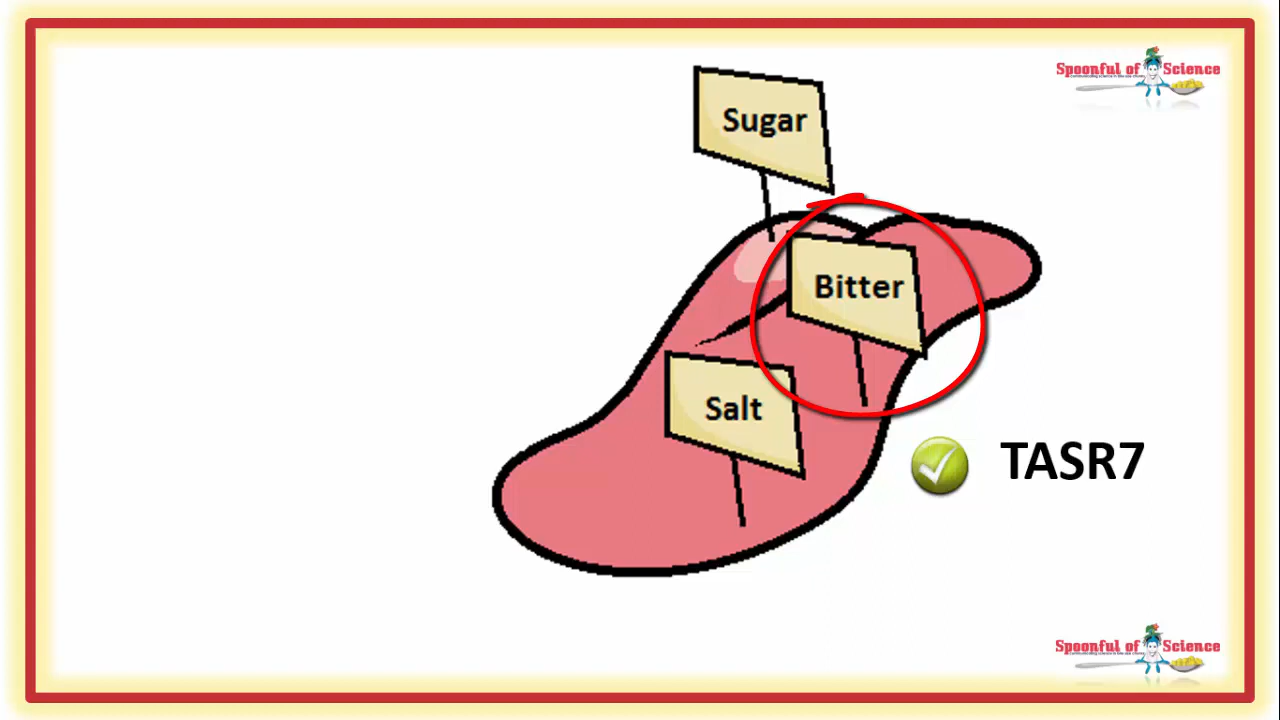 Spoonful of Science
Sugar
Bitter
Salt
TASR7
Spoonful of Science